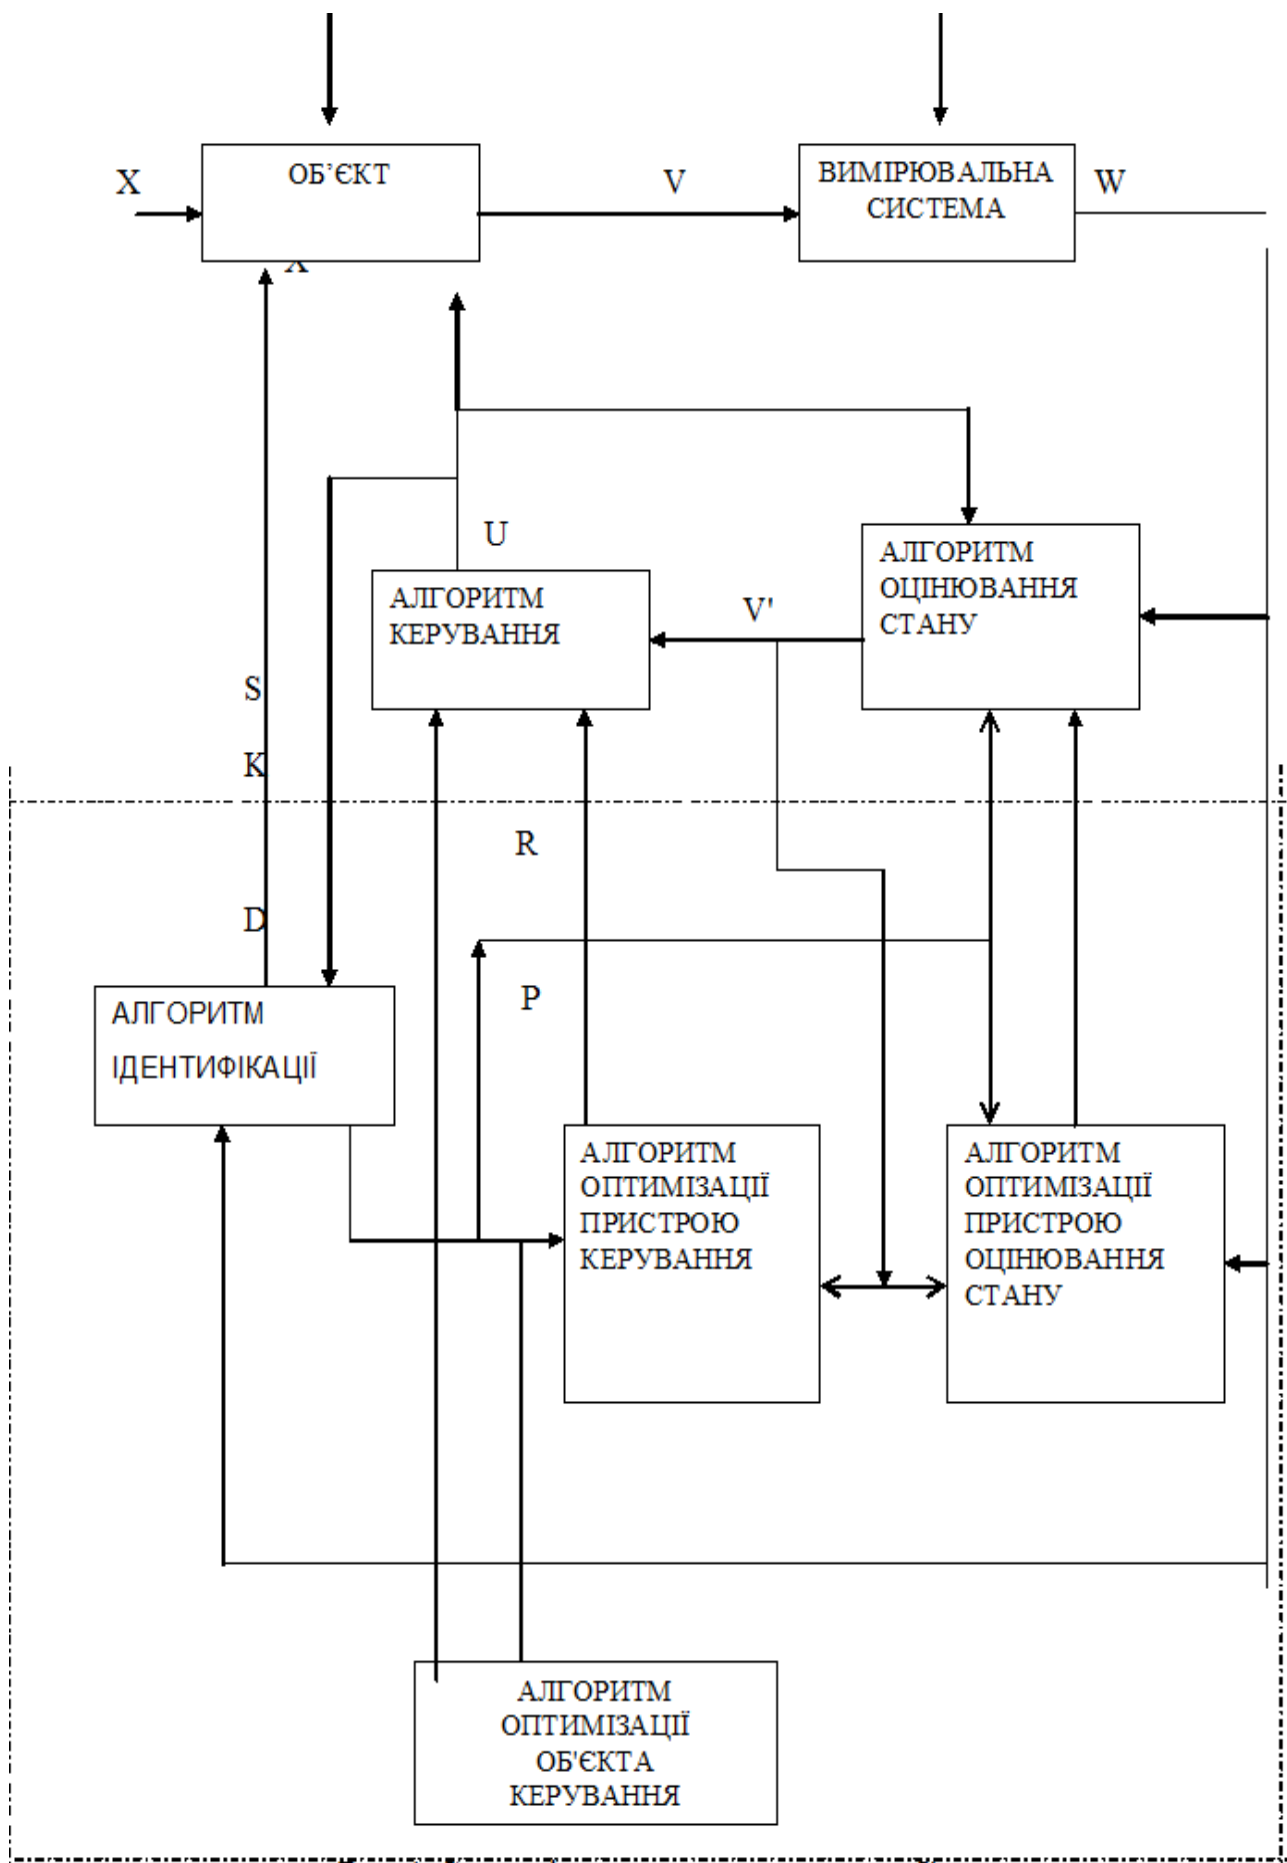 X
ОБ’ЄКТ
V
ВИМІРЮВАЛЬНА
СИСТЕМА
W
U
АЛГОРИТМ
КЕРУВАННЯ
V'
АЛГОРИТМ
ОЦІНЮВАННЯ
СТАНУ
S
K
R
D
P
АЛГОРИТМ
ІДЕНТИФІКАЦІЇ
АЛГОРИТМ
ОПТИМІЗАЦІЇ
ПРИСТРОЮ
КЕРУВАННЯ
АЛГОРИТМ
ОПТИМІЗАЦІЇ
ПРИСТРОЮ
ОЦІНЮВАННЯ
СТАНУ
АЛГОРИТМ
ОПТИМІЗАЦІЇ
ОБ'ЄКТА
КЕРУВАННЯ